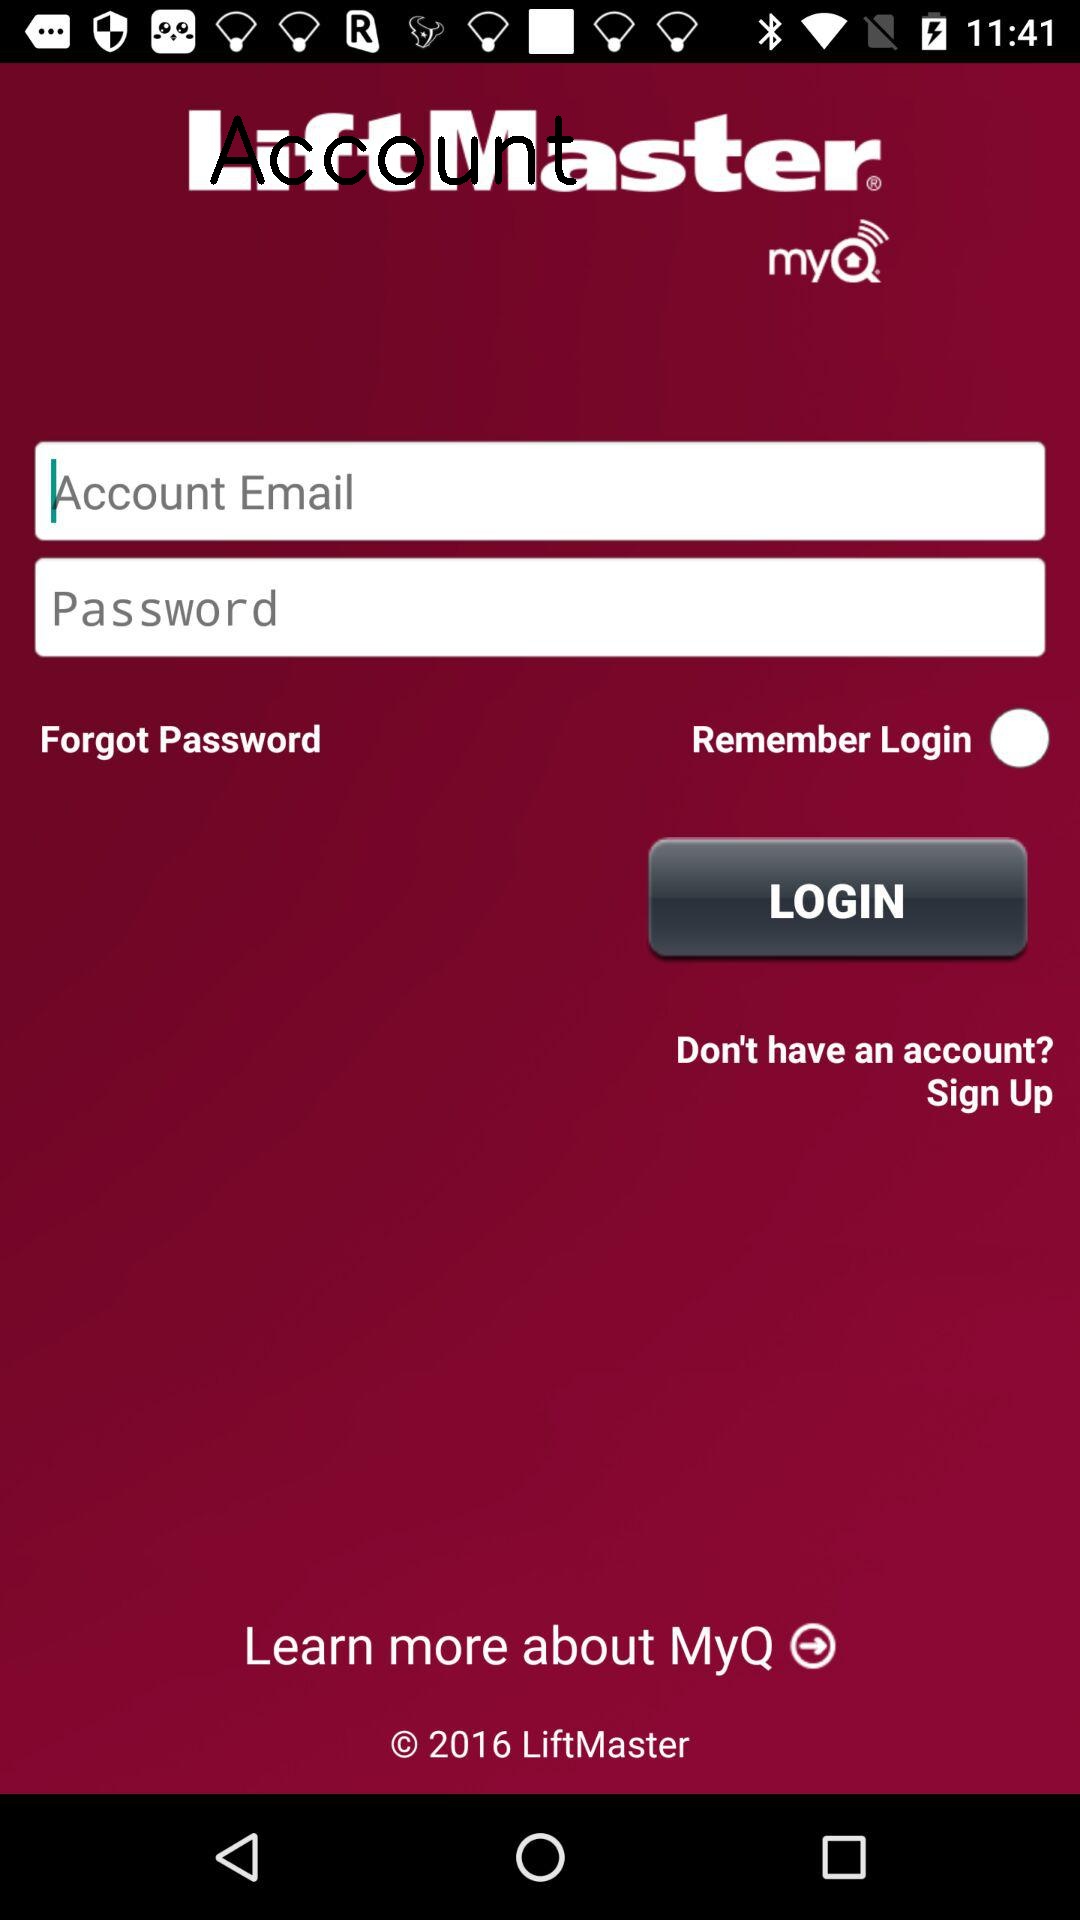 11:41
LiftMaster®
Account
myQ
Account Email
Password
Forgot Password
Remember Login
LOGIN
Don't have an account?
Sign Up
Learn more about MyQ
© 2016 LiftMaster